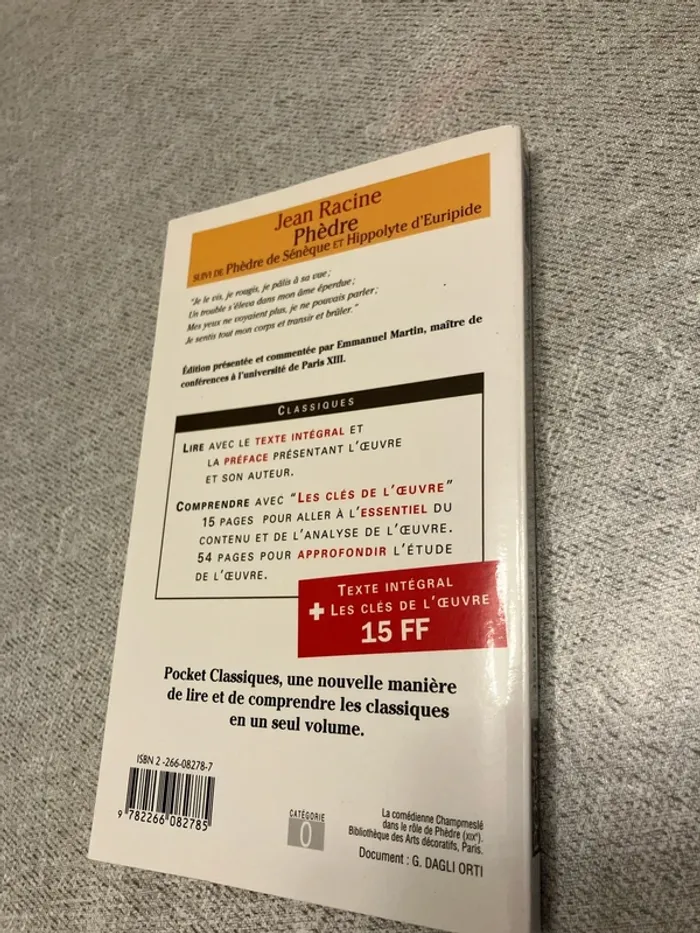 Jean Racine
Phèdre
SUIVI DE Phèdre de Sénèque ET Hippolyte d'Euripide
"Je le vis, je rougis, je pâlis à sa vue ;
Un trouble s'éleva dans mon âme éperdue ;
Mes yeux ne voyaient plus, je ne pouvais parler ;
Je sentis tout mon corps et transir et brûler."
Édition présentée et commentée par Emmanuel Martin, maître de
conférences à l'université de Paris XIII.
CLASSIQUES
LIRE AVEC LE TEXTE INTÉGRAL ET
LA PRÉFACE PRÉSENTANT L'ŒUVRE
ET SON AUTEUR.
COMPRENDRE AVEC "LES CLÉS DE L'ŒUVRE"
15 PAGES POUR ALLER À L'ESSENTIEL DU
CONTENU ET DE L'ANALYSE DE L'ŒUVRE.
54 PAGES POUR APPROFONDIR L'ÉTUDE
DE L'ŒUVRE.
TEXTE INTÉGRAL
+ LES CLÉS DE L'ŒUVRE
15 FF
Pocket Classiques, une nouvelle manière
de lire et de comprendre les classiques
en un seul volume.
ISBN 2 -266-08278-7
9 782266 082785
CATÉGORIE
0
La comédienne Champmeslé
dans le rôle de Phèdre (XIXe).
Bibliothèque des Arts décoratifs, Paris.
Document : G. DAGLI ORTI